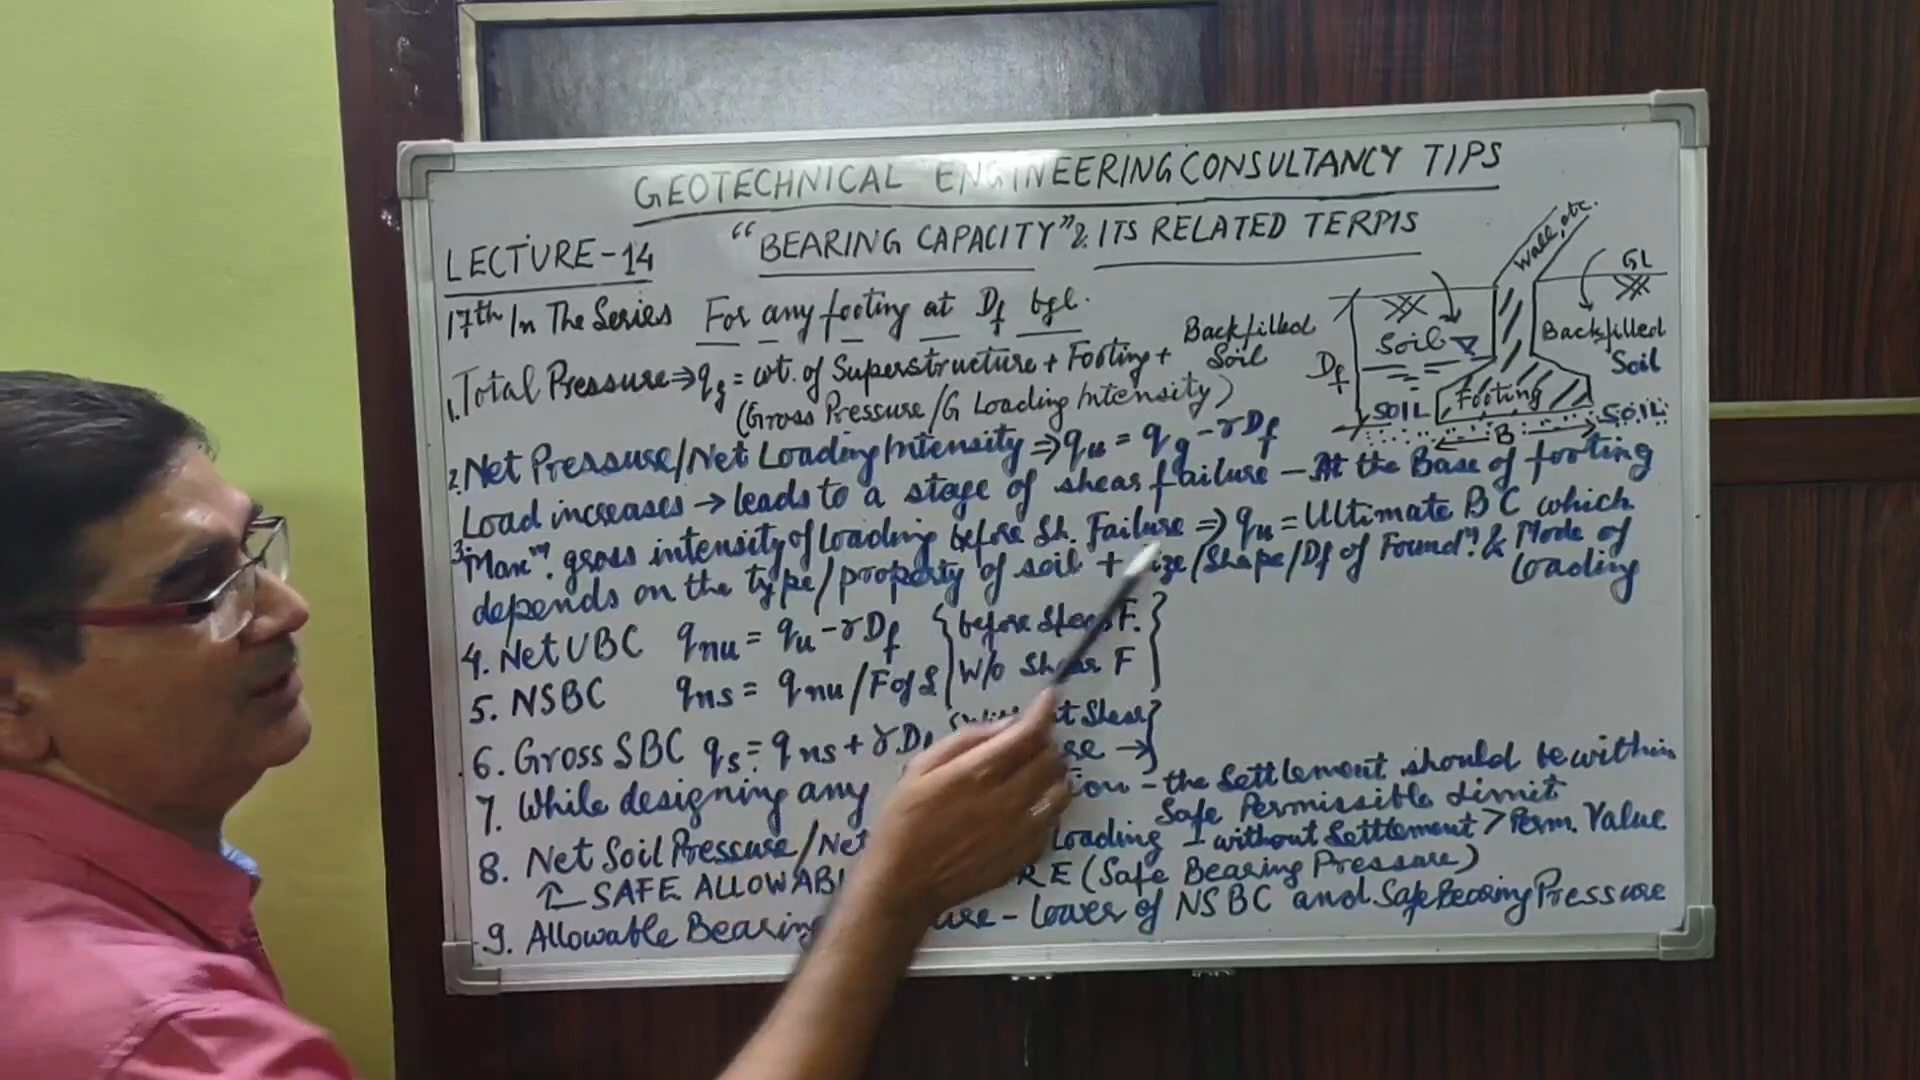 GEOTECHNICAL ENGINEERING CONSULTANCY TIPS
LECTURE-14
"BEARING CAPACITY" & ITS RELATED TERMS
17th In The Series
For any footing at Df bgl.
1. Total Pressure ⇒ qg = wt. of Superstructure + Footing + Backfilled Soil
(Gross Pressure/G Loading Intensity)
2. Net Pressure/Net Loading Intensity ⇒ qn = qg - γDf
Load increases → leads to a stage of shear failure - At the Base of footing
3. Maxm. gross intensity of loading before Sh. Failure ⇒ qu = Ultimate BC which
depends on the type/property of soil + Size/Shape/Df of Foundn. & Mode of Loading
4. Net UBC qnu = qu - γDf {before Shear F.
5. NSBC qns = qnu/FofS W/o Shear F}
6. Gross SBC qs = qns + γ.Df
7. While designing any - the Settlement should be within
Safe Permissible Limit
8. Net Soil Pressure/Net Loading - without Settlement > Perm. Value
SAFE (Safe Bearing Pressure)
9. Allowable Bearing - Lower of NSBC and Safe Bearing Pressure
Wall, etc.
GL
Soil
Backfilled
Soil
Df
Footing
SOIL
SOIL
B